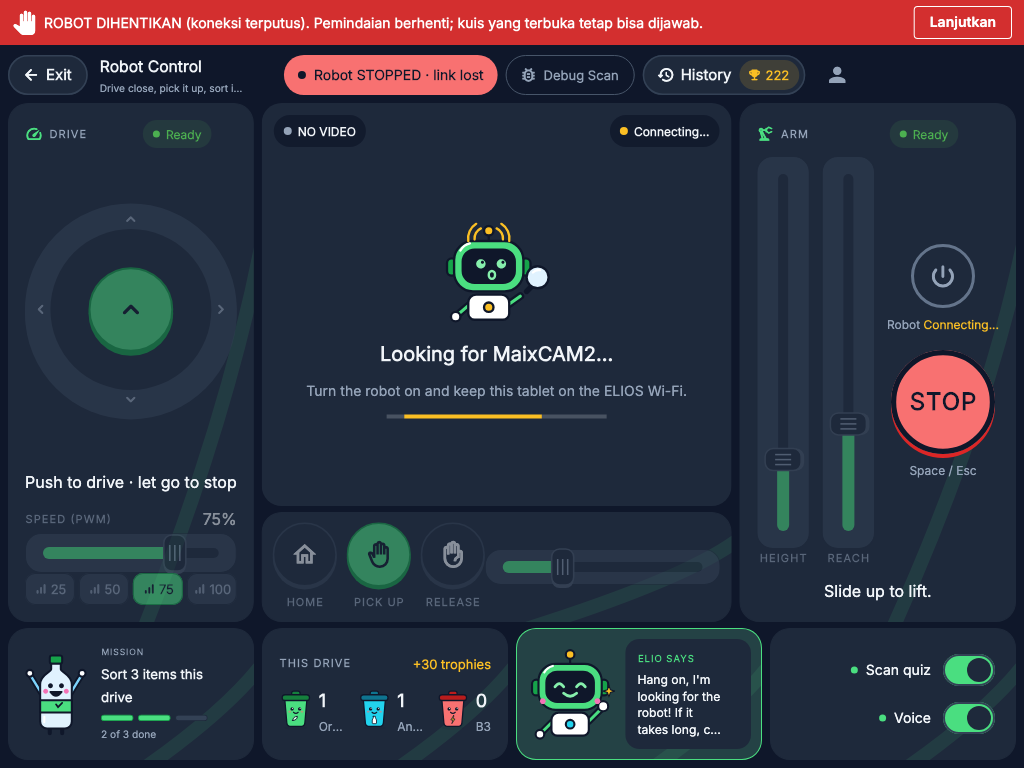 ROBOT DIHENTIKAN (koneksi terputus). Pemindaian berhenti; kuis yang terbuka tetap bisa dijawab.
Lanjutkan
Exit
Robot Control
Drive close, pick it up, sort i...
Robot STOPPED · link lost
Debug Scan
History
222
DRIVE
Ready
Push to drive · let go to stop
SPEED (PWM)
75%
25
50
75
100
NO VIDEO
Connecting...
Looking for MaixCAM2...
Turn the robot on and keep this tablet on the ELIOS Wi-Fi.
HOME
PICK UP
RELEASE
ARM
Ready
HEIGHT
REACH
Robot Connecting...
STOP
Space / Esc
Slide up to lift.
MISSION
Sort 3 items this
drive
2 of 3 done
THIS DRIVE
+30 trophies
1
Or...
1
An...
0
B3
ELIO SAYS
Hang on, I'm
looking for the
robot! If it
takes long, c...
Scan quiz
Voice